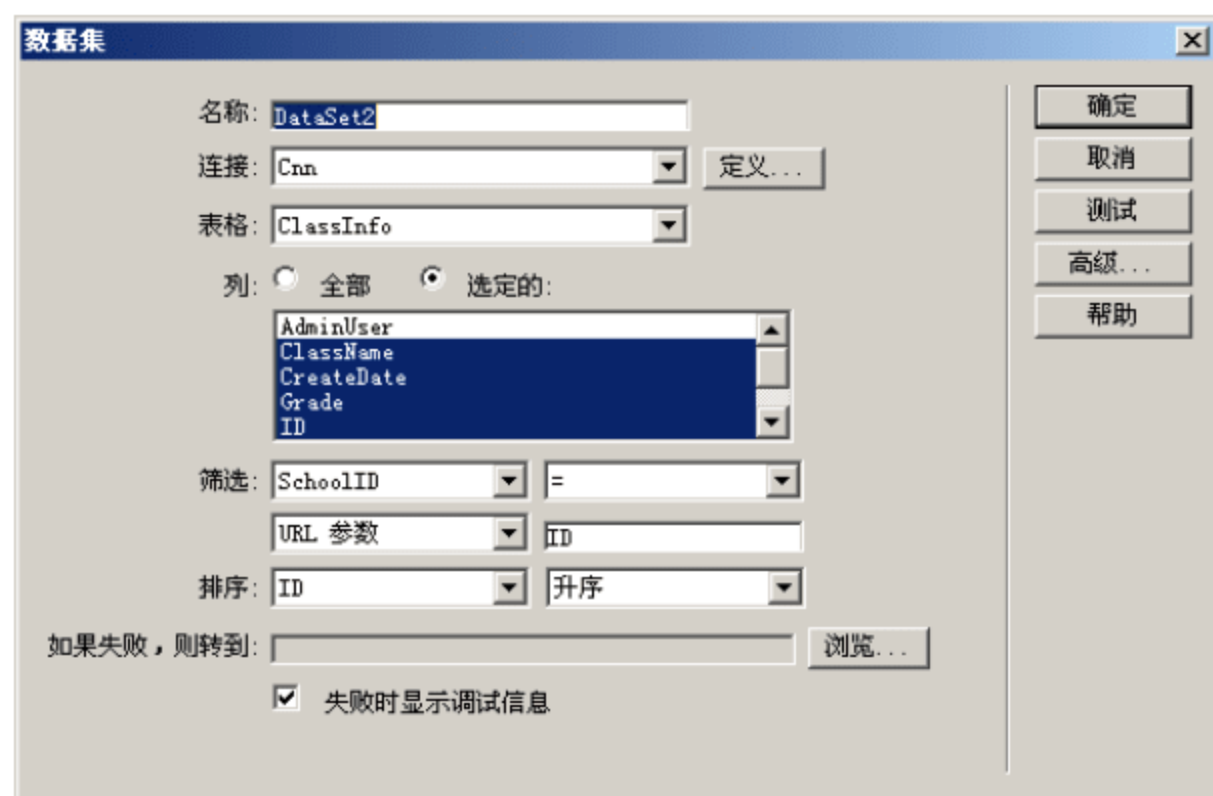 数据集
名称: DataSet2
连接: Cnn 定义...
表格: ClassInfo
列: 全部 选定的:
AdminUser
ClassName
CreateDate
Grade
ID
筛选: SchoolID =
URL 参数 ID
排序: ID 升序
如果失败，则转到: 浏览...
失败时显示调试信息
确定
取消
测试
高级...
帮助